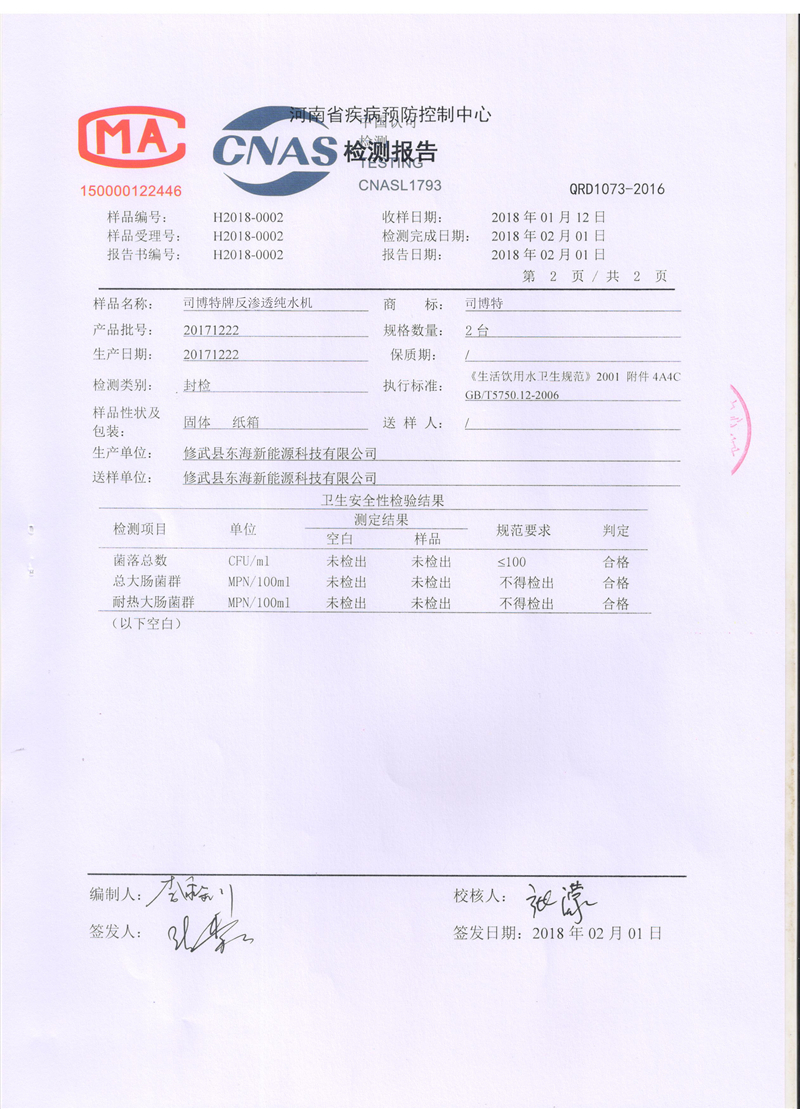 河南省疾病预防控制中心
MA
CNAS
中国认可
检测
检测报告
TESTING
150000122446
CNASL1793
QRD1073-2016
样品编号： H2018-0002 收样日期： 2018 年 01 月 12 日
样品受理号： H2018-0002 检测完成日期： 2018 年 02 月 01 日
报告书编号： H2018-0002 报告日期： 2018 年 02 月 01 日
第 2 页 / 共 2 页
样品名称： 司博特牌反渗透纯水机 商 标： 司博特
产品批号： 20171222 规格数量： 2 台
生产日期： 20171222 保质期： /
检测类别： 封检 执行标准： 《生活饮用水卫生规范》2001 附件 4A4C
GB/T5750.12-2006
样品性状及
包装： 固体 纸箱 送 样 人： /
生产单位： 修武县东海新能源科技有限公司
送样单位： 修武县东海新能源科技有限公司
卫生安全性检验结果
检测项目 单位 测定结果 规范要求 判定
空白 样品
菌落总数 CFU/ml 未检出 未检出 ≤100 合格
总大肠菌群 MPN/100ml 未检出 未检出 不得检出 合格
耐热大肠菌群 MPN/100ml 未检出 未检出 不得检出 合格
（以下空白）
编制人： 校核人：
签发人： 签发日期：2018 年 02 月 01 日